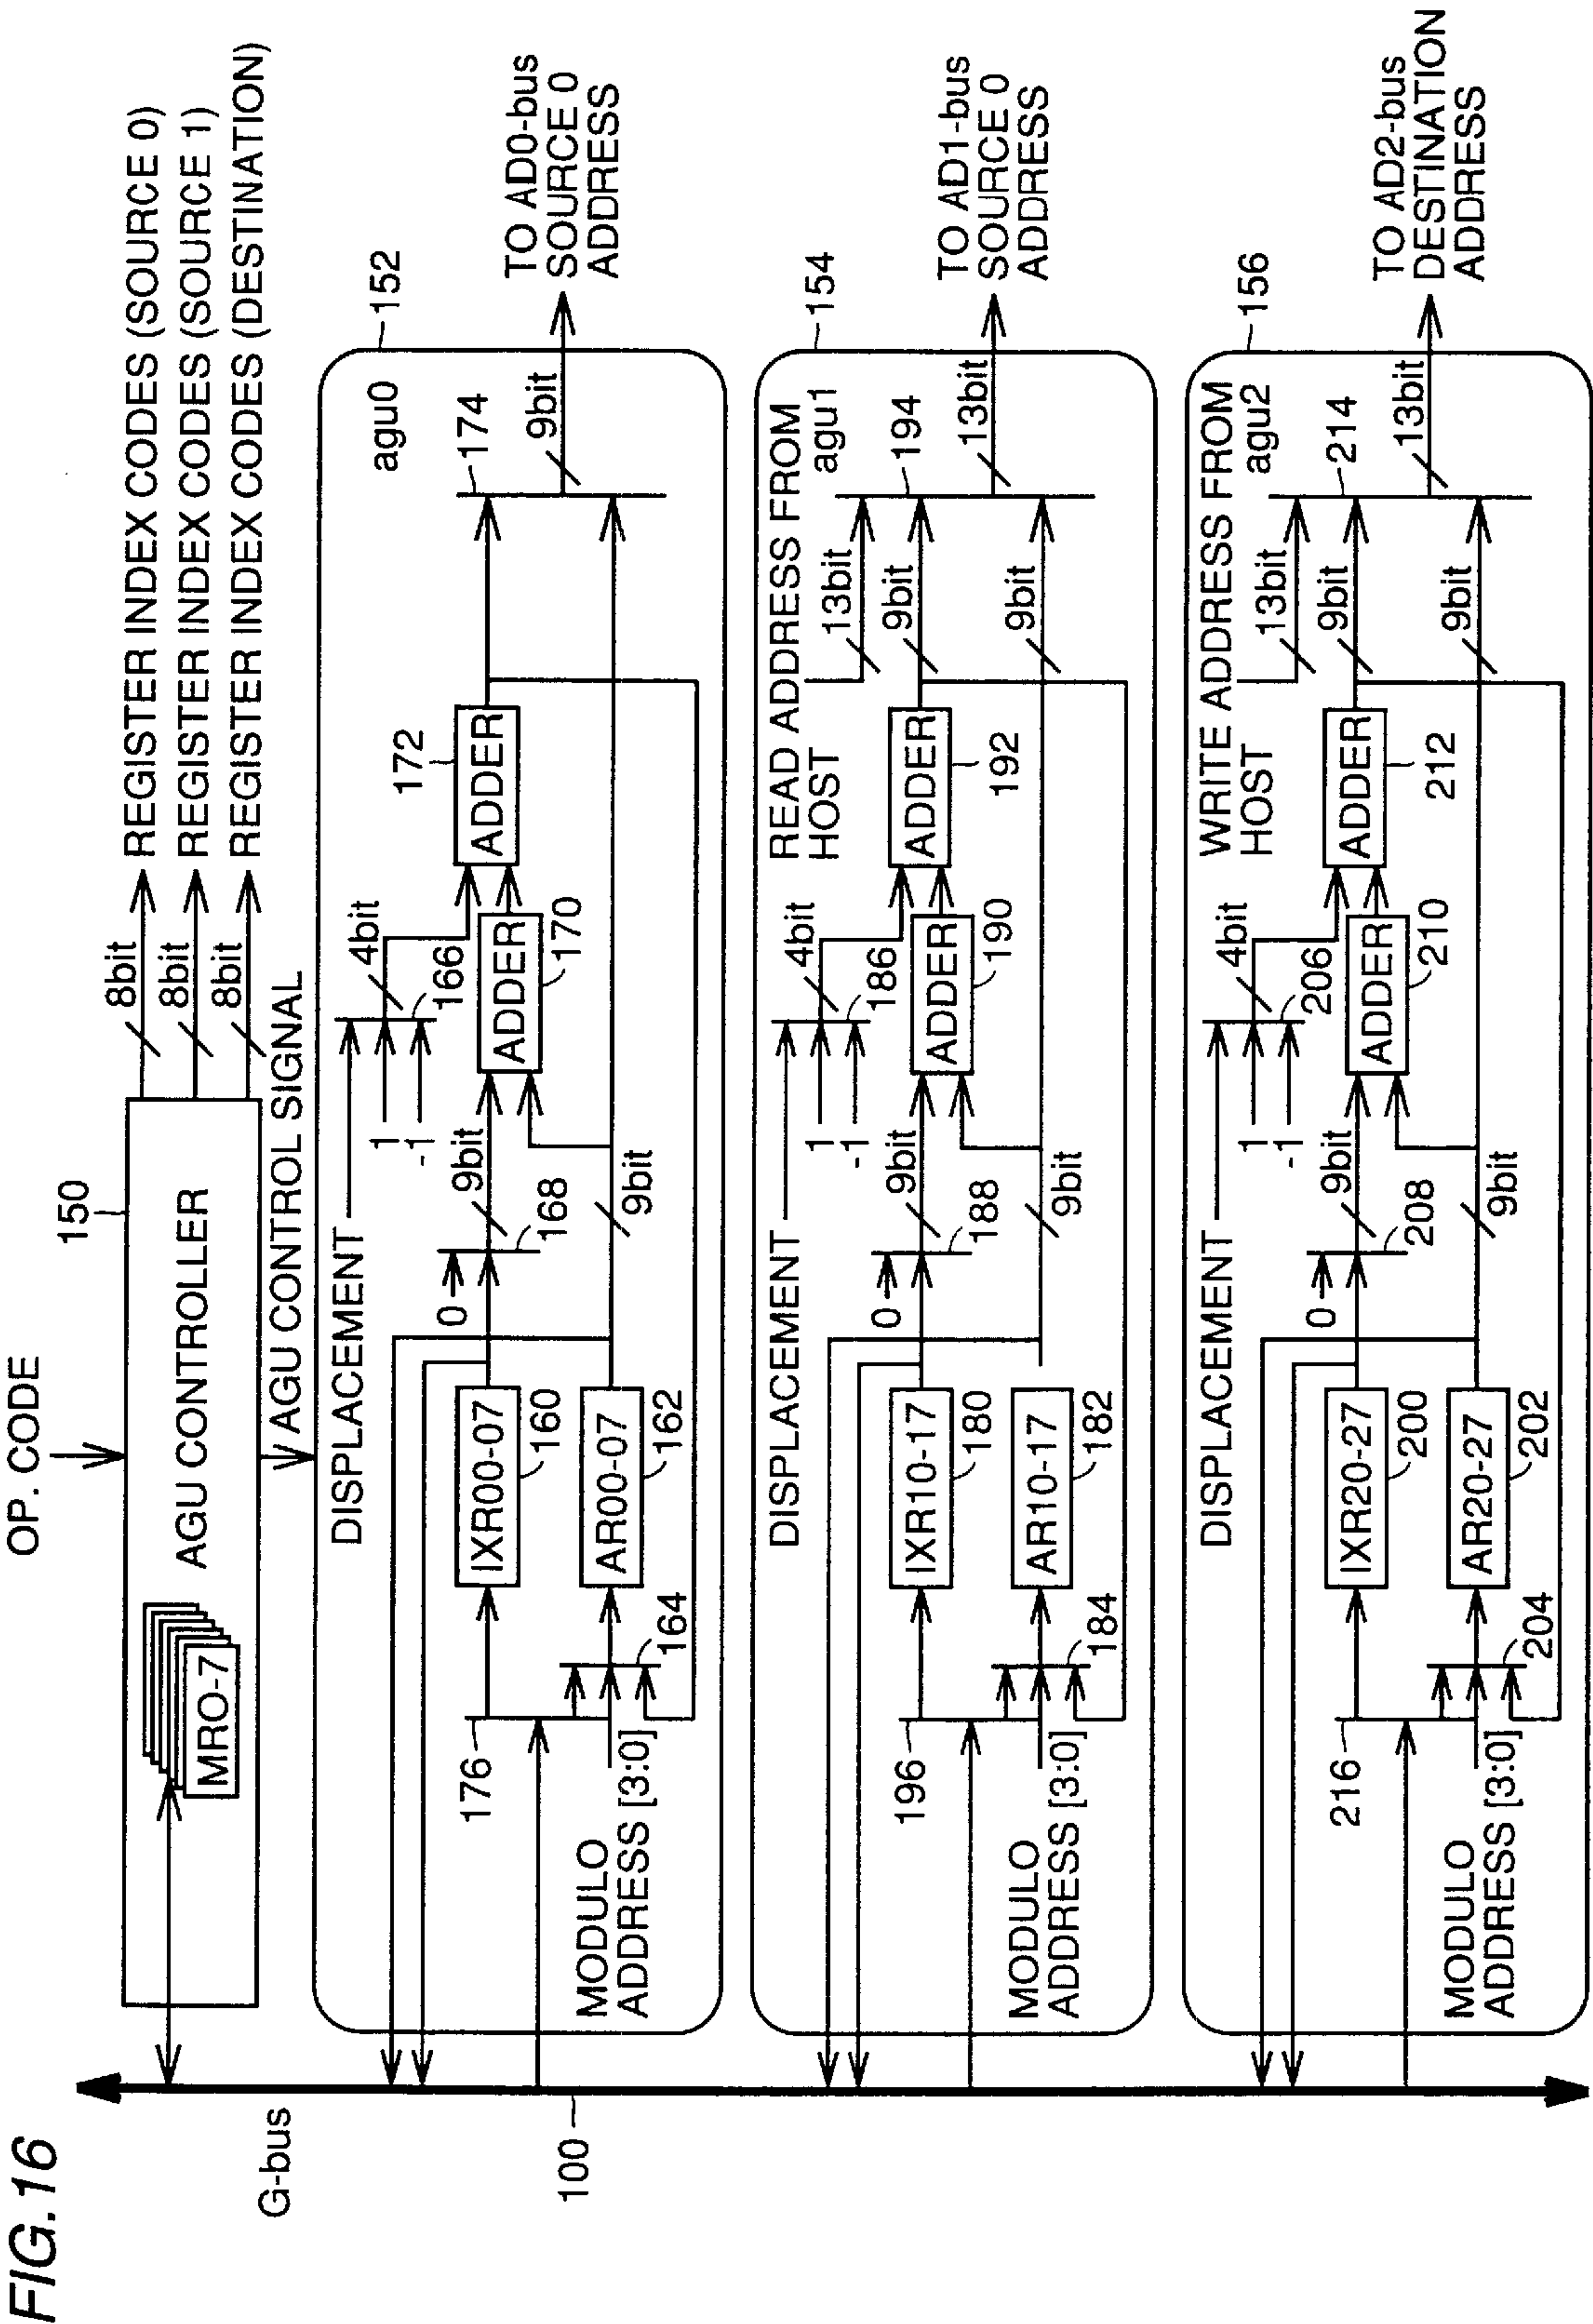 FIG.16
OP. CODE
150
AGU CONTROLLER
MRO-7
8bit
REGISTER INDEX CODES (SOURCE 0)
8bit
REGISTER INDEX CODES (SOURCE 1)
8bit
REGISTER INDEX CODES (DESTINATION)
AGU CONTROL SIGNAL
G-bus
100
152
agu0
DISPLACEMENT
1
-1
4bit
166
172
ADDER
174
9bit
TO AD0-bus
SOURCE 0
ADDRESS
176
IXR00-07
160
0
168
9bit
ADDER
170
MODULO
ADDRESS [3:0]
164
AR00-07
162
9bit
154
READ ADDRESS FROM
HOST
agu1
DISPLACEMENT
1
-1
4bit
186
13bit
194
ADDER
192
9bit
13bit
TO AD1-bus
SOURCE 0
ADDRESS
196
IXR10-17
180
0
188
9bit
ADDER
190
MODULO
ADDRESS [3:0]
184
AR10-17
182
9bit
9bit
156
WRITE ADDRESS FROM
HOST
agu2
DISPLACEMENT
1
-1
4bit
206
13bit
214
ADDER
212
9bit
13bit
TO AD2-bus
DESTINATION
ADDRESS
216
IXR20-27
200
0
208
9bit
ADDER
210
MODULO
ADDRESS [3:0]
204
AR20-27
202
9bit
9bit